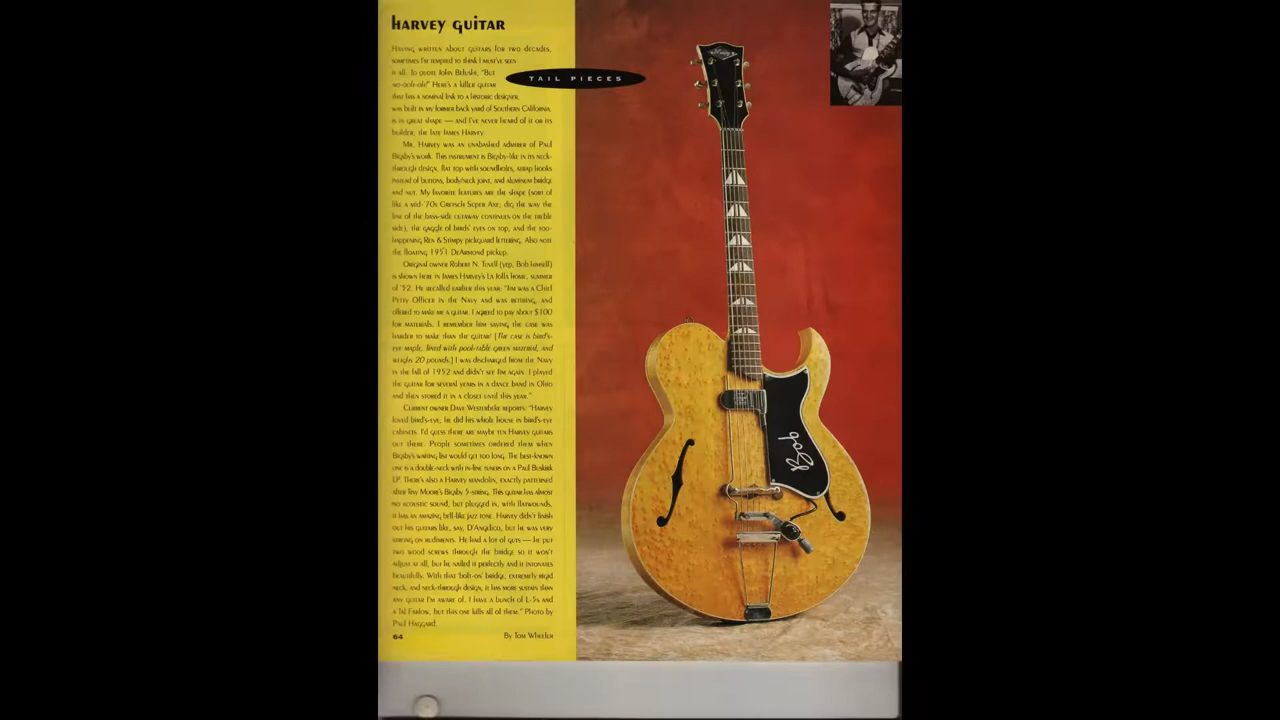 HARVEY GUITAR
TAIL PIECES
Having written about guitars for two decades,
sometimes I'm tempted to think I must've seen
it all. To quote John Belushi, "But
no-ooh-oh!" Here's a killer guitar
that has a nominal link to a historic designer,
was built in my former back yard of Southern California,
is in great shape — and I've never heard of it or its
builder, the late James Harvey.
Mr. Harvey was an unabashed admirer of Paul
Bigsby's work. This instrument is Bigsby-like in its neck-
through design, flat top with soundholes, strap hooks
instead of buttons, body/neck joint, and aluminum bridge
and nut. My favorite features are the shape (sort of
like a mid-'70s Gretsch Super Axe; dig the way the
line of the bass-side cutaway continues on the treble
side), the gaggle of birds' eyes on top, and the too-
happening Ren & Stimpy pickguard lettering. Also note
the floating 1951 DeArmond pickup.
Original owner Robert N. (yep, Bob himself)
is shown here in James Harvey's La Jolla home, summer
of '52. He recalled earlier this year: "Jim was a Chief
Petty Officer in the Navy and was retiring, and
offered to make me a guitar. I agreed to pay about $100
for materials. I remember him saying the case was
harder to make than the guitar! [The case is bird's-
eye maple, lined with pool-table green material, and
weighs 20 pounds.] I was discharged from the Navy
in the fall of 1952 and didn't see Jim again. I played
the guitar for several years in a dance band in Ohio
and then stored it in a closet until this year."
Current owner Dave Westerbeke reports: "Harvey
loved bird's-eye; he did his whole house in bird's-eye
cabinets. I'd guess there are maybe ten Harvey guitars
out there. People sometimes ordered them when
Bigsby's waiting list would get too long. The best-known
one is a double-neck with in-line tuners on a Paul Buskirk
LP. There's also a Harvey mandolin, exactly patterned
after Tiny Moore's Bigsby 5-string. This guitar has almost
no acoustic sound, but plugged in, with flatwounds,
it has an amazing bell-like jazz tone. Harvey didn't finish
out his guitars like, say, D'Angelico, but he was very
strong on rudiments. He had a lot of guts — he put
two wood screws through the bridge so it won't
adjust at all, but he nailed it perfectly and it intonates
beautifully. With that 'bolt-on' bridge, extremely rigid
neck, and neck-through design, it has more sustain than
any guitar I'm aware of. I have a bunch of L-5s and
a Tal Farlow, but this one kills all of them." Photo by
Paul Haggard.
64
By Tom Wheeler
Harvey
Bob